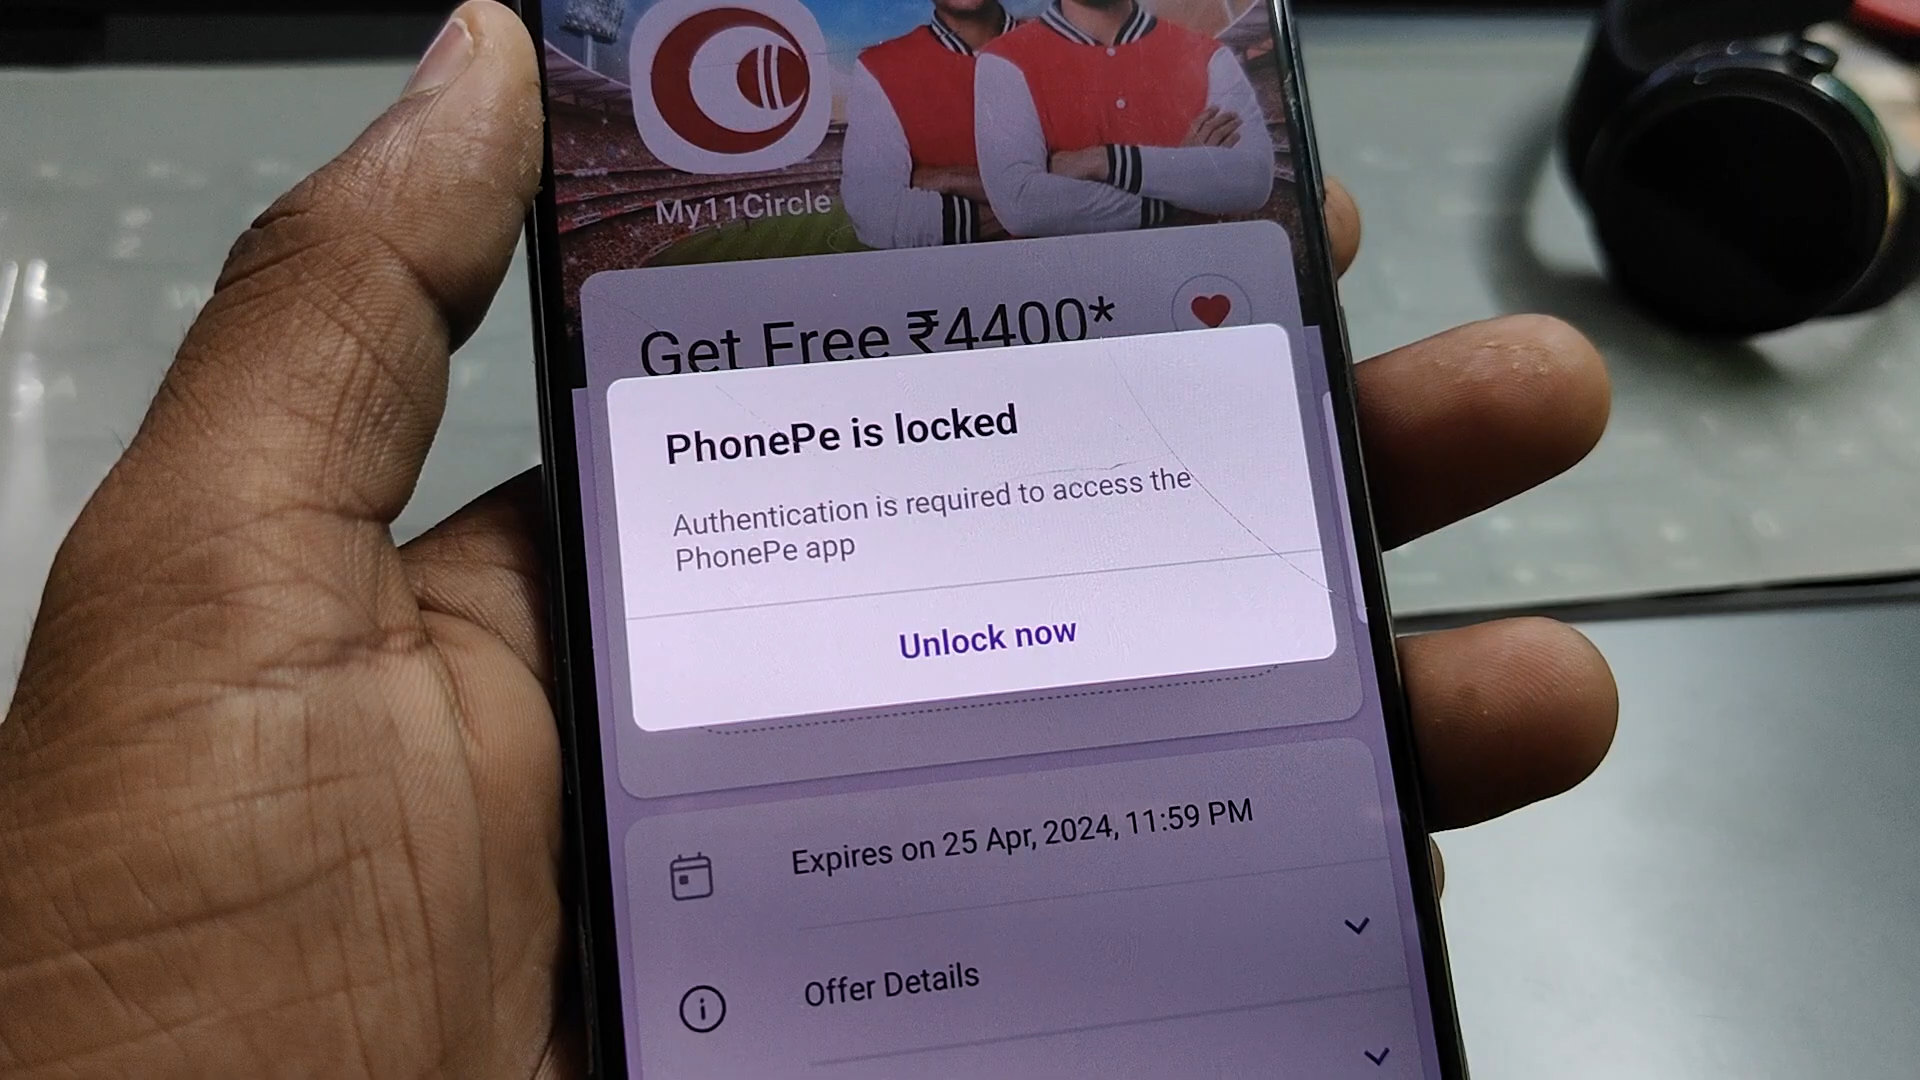 My11Circle
Get Free ₹4400*
PhonePe is locked
Authentication is required to access the
PhonePe app
Unlock now
Expires on 25 Apr, 2024, 11:59 PM
Offer Details